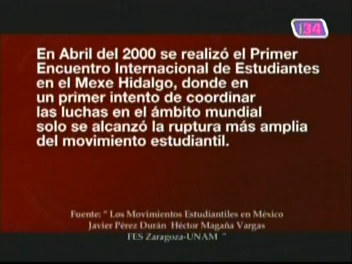 34
En Abril del 2000 se realizó el Primer
Encuentro Internacional de Estudiantes
en el Mexe Hidalgo, donde en
un primer intento de coordinar
las luchas en el ámbito mundial
solo se alcanzó la ruptura más amplia
del movimiento estudiantil.
Fuente: " Los Movimientos Estudiantiles en México
Javier Pérez Durán  Héctor Magaña Vargas
FES Zaragoza-UNAM  "